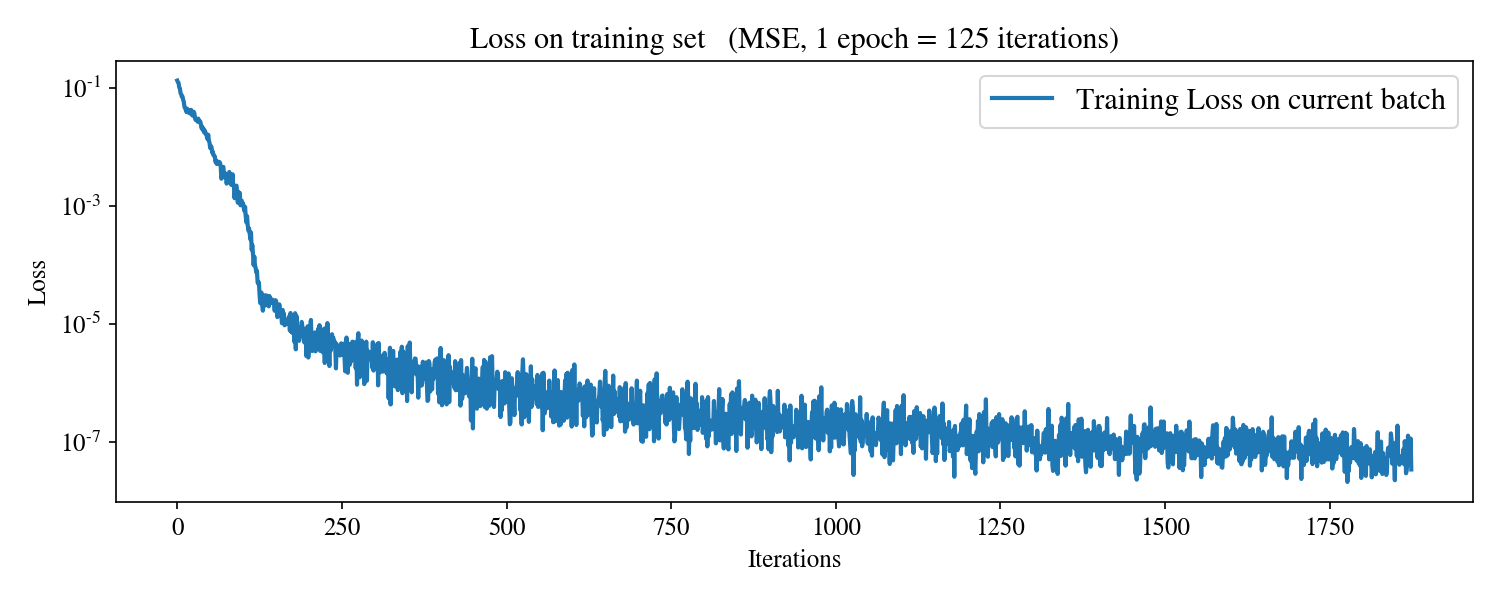 Loss on training set (MSE, 1 epoch = 125 iterations)
Training Loss on current batch
Loss
10-1
10-3
10-5
10-7
0 250 500 750 1000 1250 1500 1750
Iterations